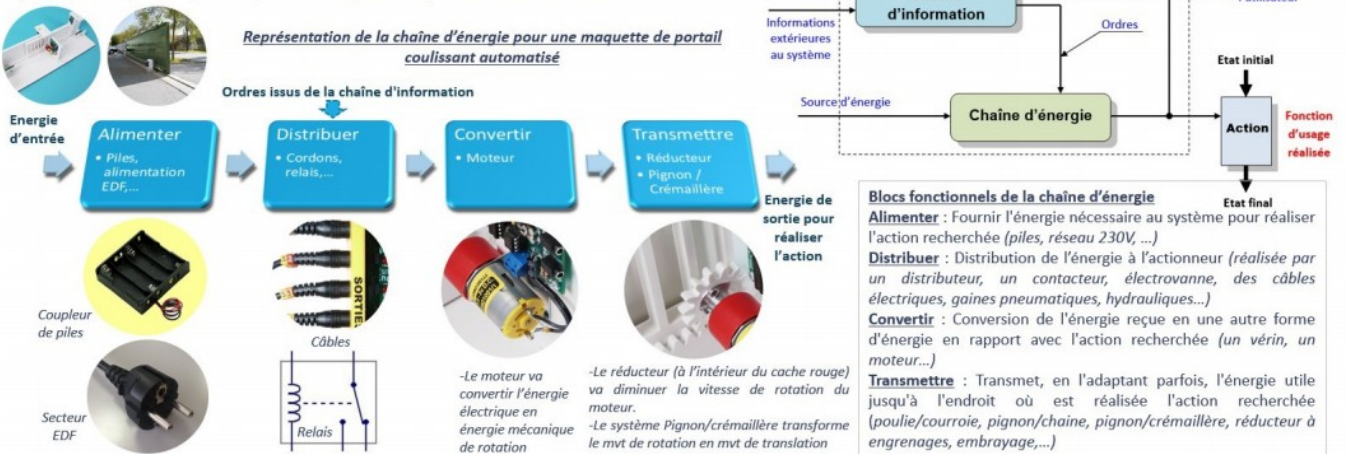 Représentation de la chaîne d'énergie pour une maquette de portail
coulissant automatisé
Ordres issus de la chaîne d'information
Energie
d'entrée
Alimenter
• Piles,
alimentation
EDF,...
Distribuer
• Cordons,
relais,...
Convertir
• Moteur
Transmettre
• Réducteur
• Pignon /
Crémaillère
Energie de
sortie pour
réaliser
l'action
Coupleur
de piles
Secteur
EDF
SORTIE
Câbles
Relais
-Le moteur va
convertir l'énergie
électrique en
énergie mécanique
de rotation
-Le réducteur (à l'intérieur du cache rouge)
va diminuer la vitesse de rotation du
moteur.
-Le système Pignon/crémaillère transforme
le mvt de rotation en mvt de translation
d'information
Informations
extérieures
au système
Ordres
Source d'énergie
Chaîne d'énergie
Etat initial
Action
Fonction
d'usage
réalisée
Etat final
Blocs fonctionnels de la chaîne d'énergie
Alimenter : Fournir l'énergie nécessaire au système pour réaliser
l'action recherchée (piles, réseau 230V, ...)
Distribuer : Distribution de l'énergie à l'actionneur (réalisée par
un distributeur, un contacteur, électrovanne, des câbles
électriques, gaines pneumatiques, hydrauliques...)
Convertir : Conversion de l'énergie reçue en une autre forme
d'énergie en rapport avec l'action recherchée (un vérin, un
moteur...)
Transmettre : Transmet, en l'adaptant parfois, l'énergie utile
jusqu'à l'endroit où est réalisée l'action recherchée
(poulie/courroie, pignon/chaine, pignon/crémaillère, réducteur à
engrenages, embrayage,...)